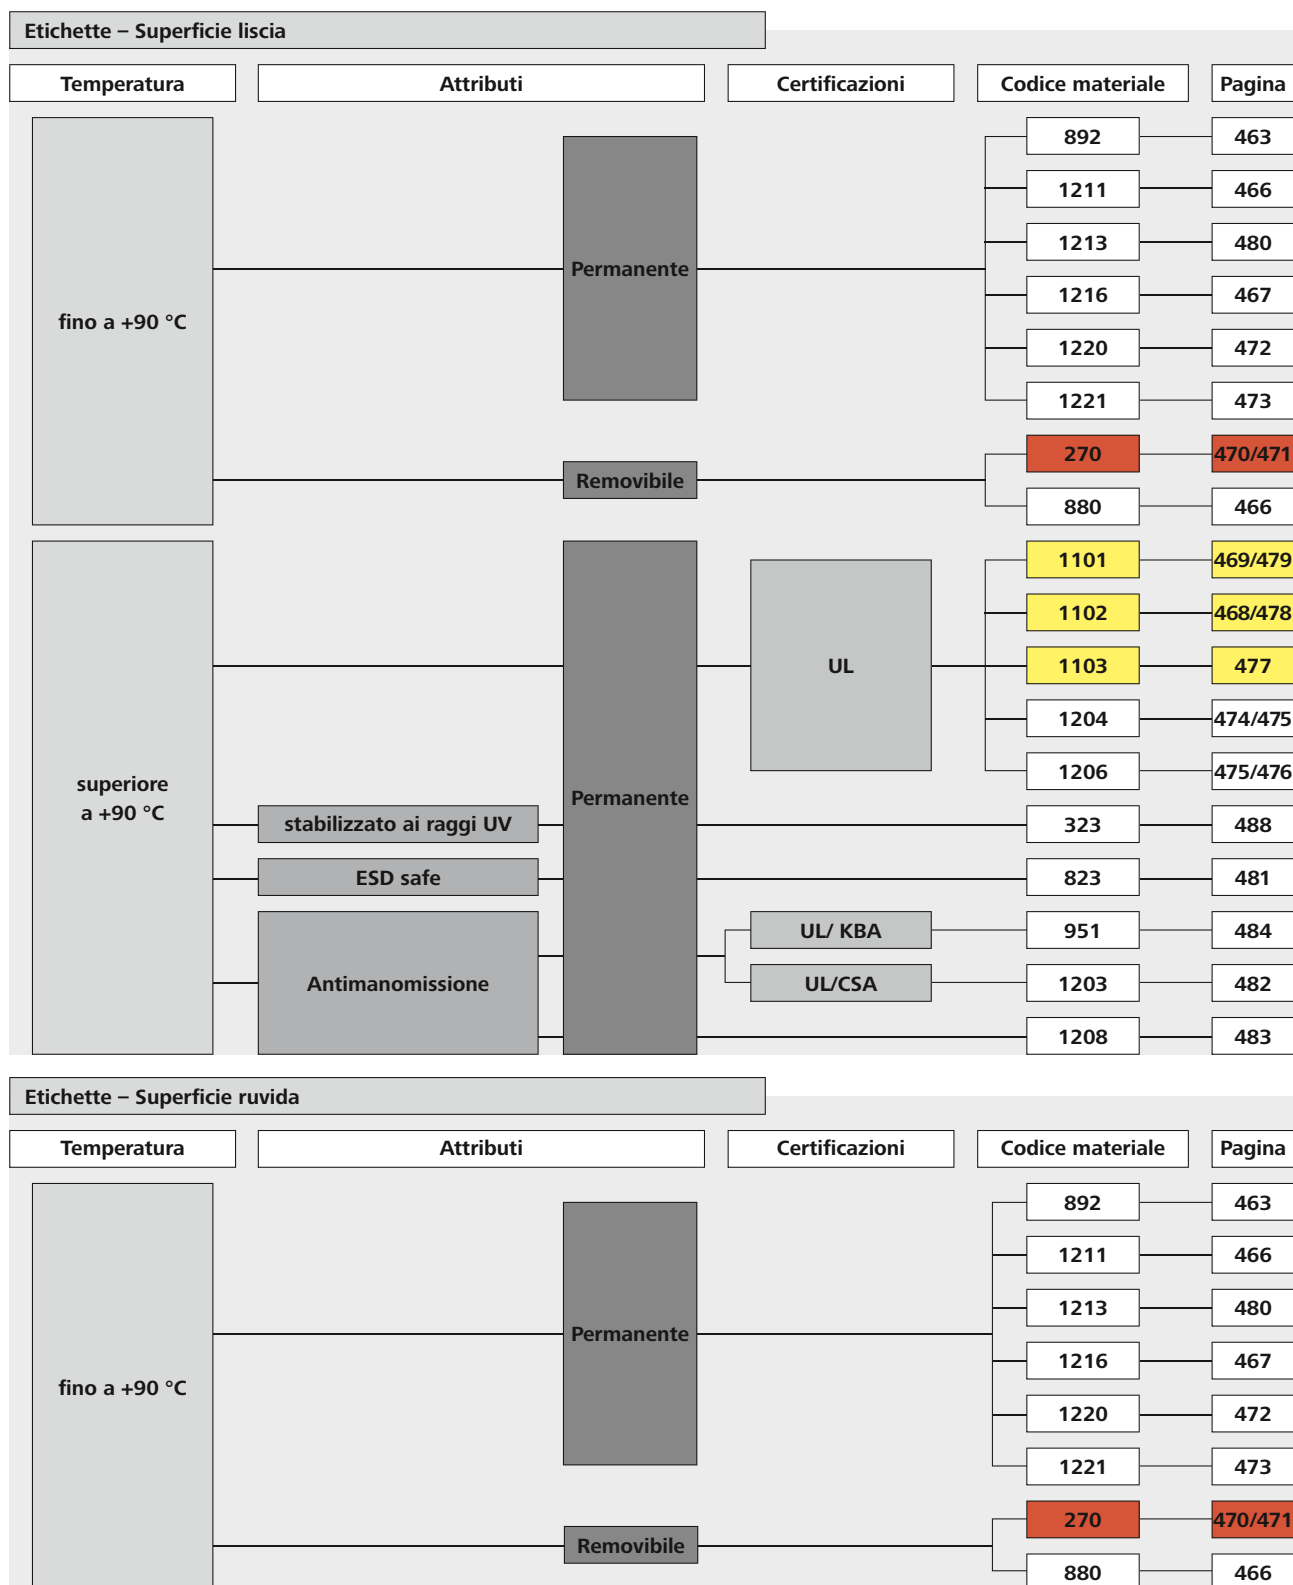 Etichette – Superficie liscia
Temperatura Attributi Certificazioni Codice materiale Pagina
892 463
1211 466
1213 480
Permanente
1216 467
fino a +90 °C
1220 472
1221 473
270 470/471
Removibile
880 466
1101 469/479
1102 468/478
UL
1103 477
1204 474/475
1206 475/476
superiore
a +90 °C
Permanente
stabilizzato ai raggi UV 323 488
ESD safe 823 481
UL/ KBA 951 484
Antimanomissione UL/CSA 1203 482
1208 483
Etichette – Superficie ruvida
Temperatura Attributi Certificazioni Codice materiale Pagina
892 463
1211 466
1213 480
Permanente
1216 467
fino a +90 °C
1220 472
1221 473
270 470/471
Removibile
880 466